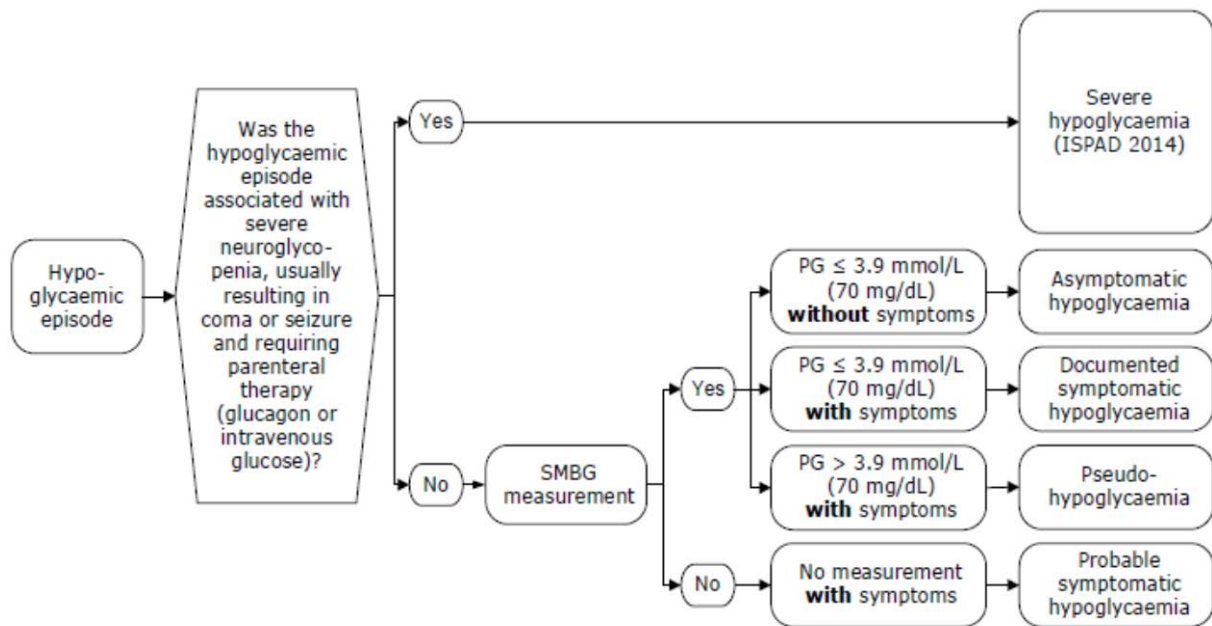 Hypo-
glycaemic
episode
Was the
hypoglycaemic
episode
associated with
severe
neuroglyco-
penia, usually
resulting in
coma or seizure
and requiring
parenteral
therapy
(glucagon or
intravenous
glucose)?
Yes
Severe
hypoglycaemia
(ISPAD 2014)
No
SMBG
measurement
Yes
PG ≤ 3.9 mmol/L
(70 mg/dL)
without symptoms
Asymptomatic
hypoglycaemia
PG ≤ 3.9 mmol/L
(70 mg/dL)
with symptoms
Documented
symptomatic
hypoglycaemia
PG > 3.9 mmol/L
(70 mg/dL)
with symptoms
Pseudo-
hypoglycaemia
No
No measurement
with symptoms
Probable
symptomatic
hypoglycaemia